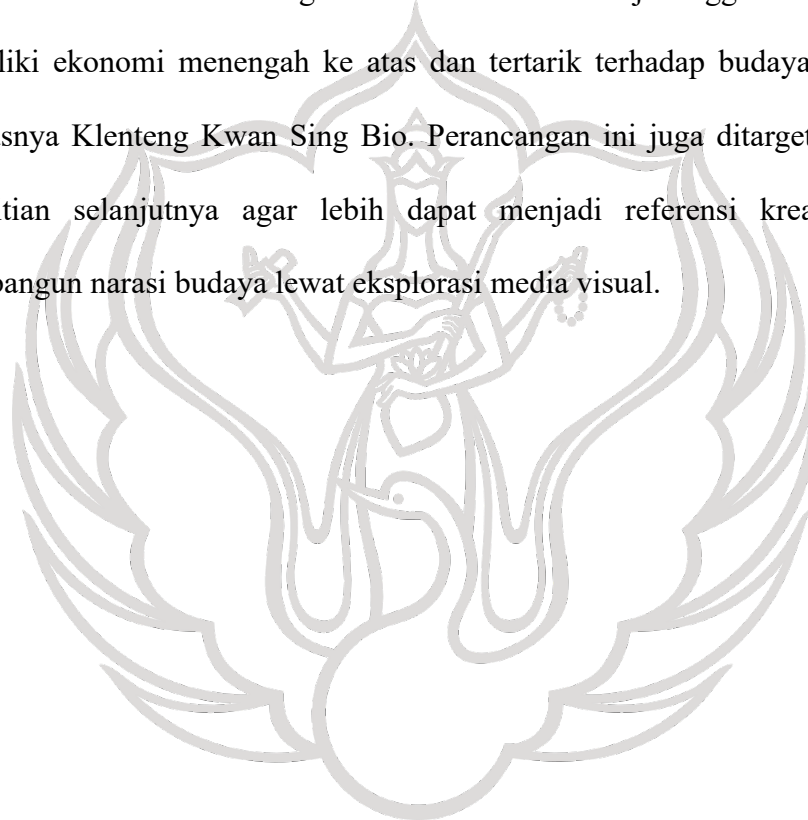 liki ekonomi menengah ke atas dan tertarik terhadap budaya
snya Klenteng Kwan Sing Bio. Perancangan ini juga ditarget
tian selanjutnya agar lebih dapat menjadi referensi krea
bangun narasi budaya lewat eksplorasi media visual.